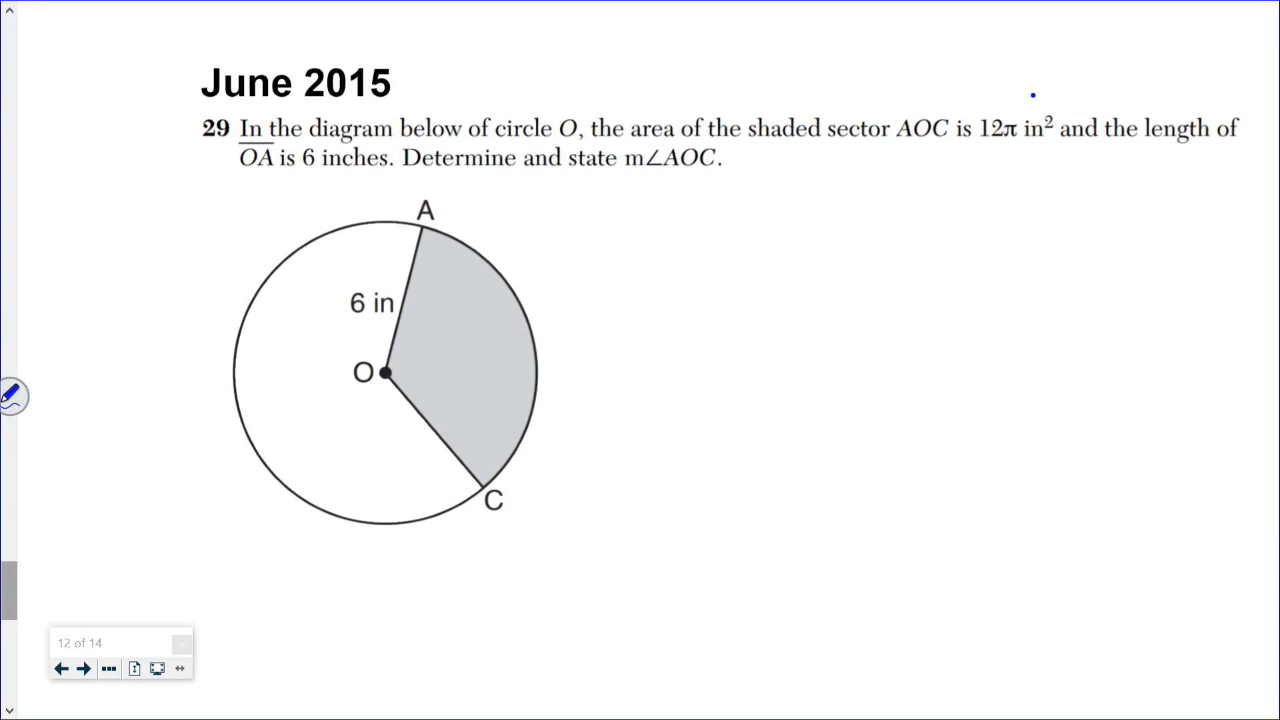 June 2015
29 In the diagram below of circle O, the area of the shaded sector AOC is 12π in² and the length of
OA is 6 inches. Determine and state m∠AOC.
A
6 in
O
C
12 of 14